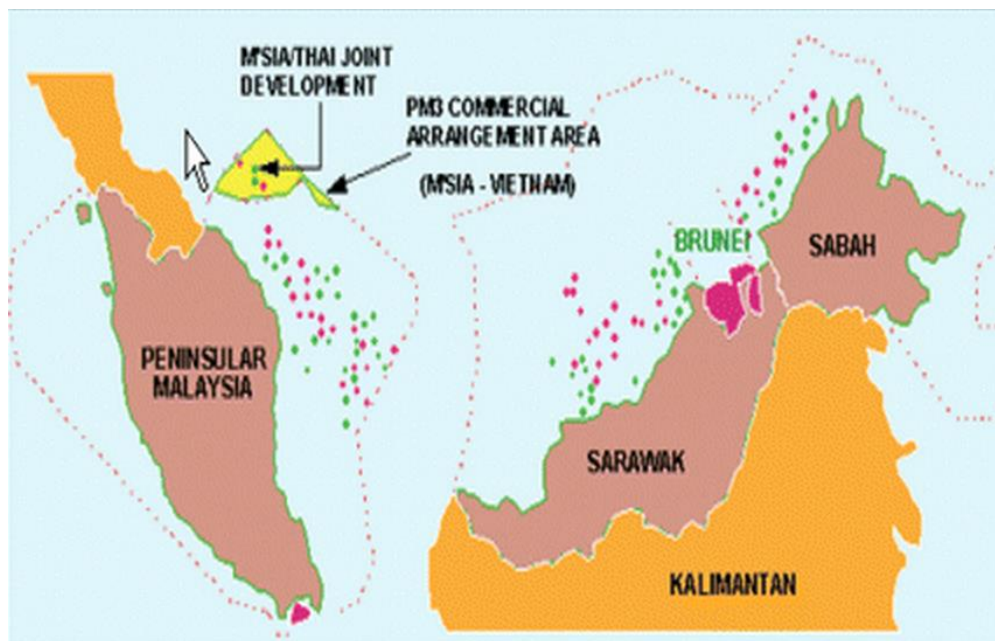 M'SIA/THAI JOINT
DEVELOPMENT
PM3 COMMERCIAL
ARRANGEMENT AREA
(M'SIA - VIETNAM)
BRUNEI
SABAH
PENINSULAR
MALAYSIA
SARAWAK
KALIMANTAN